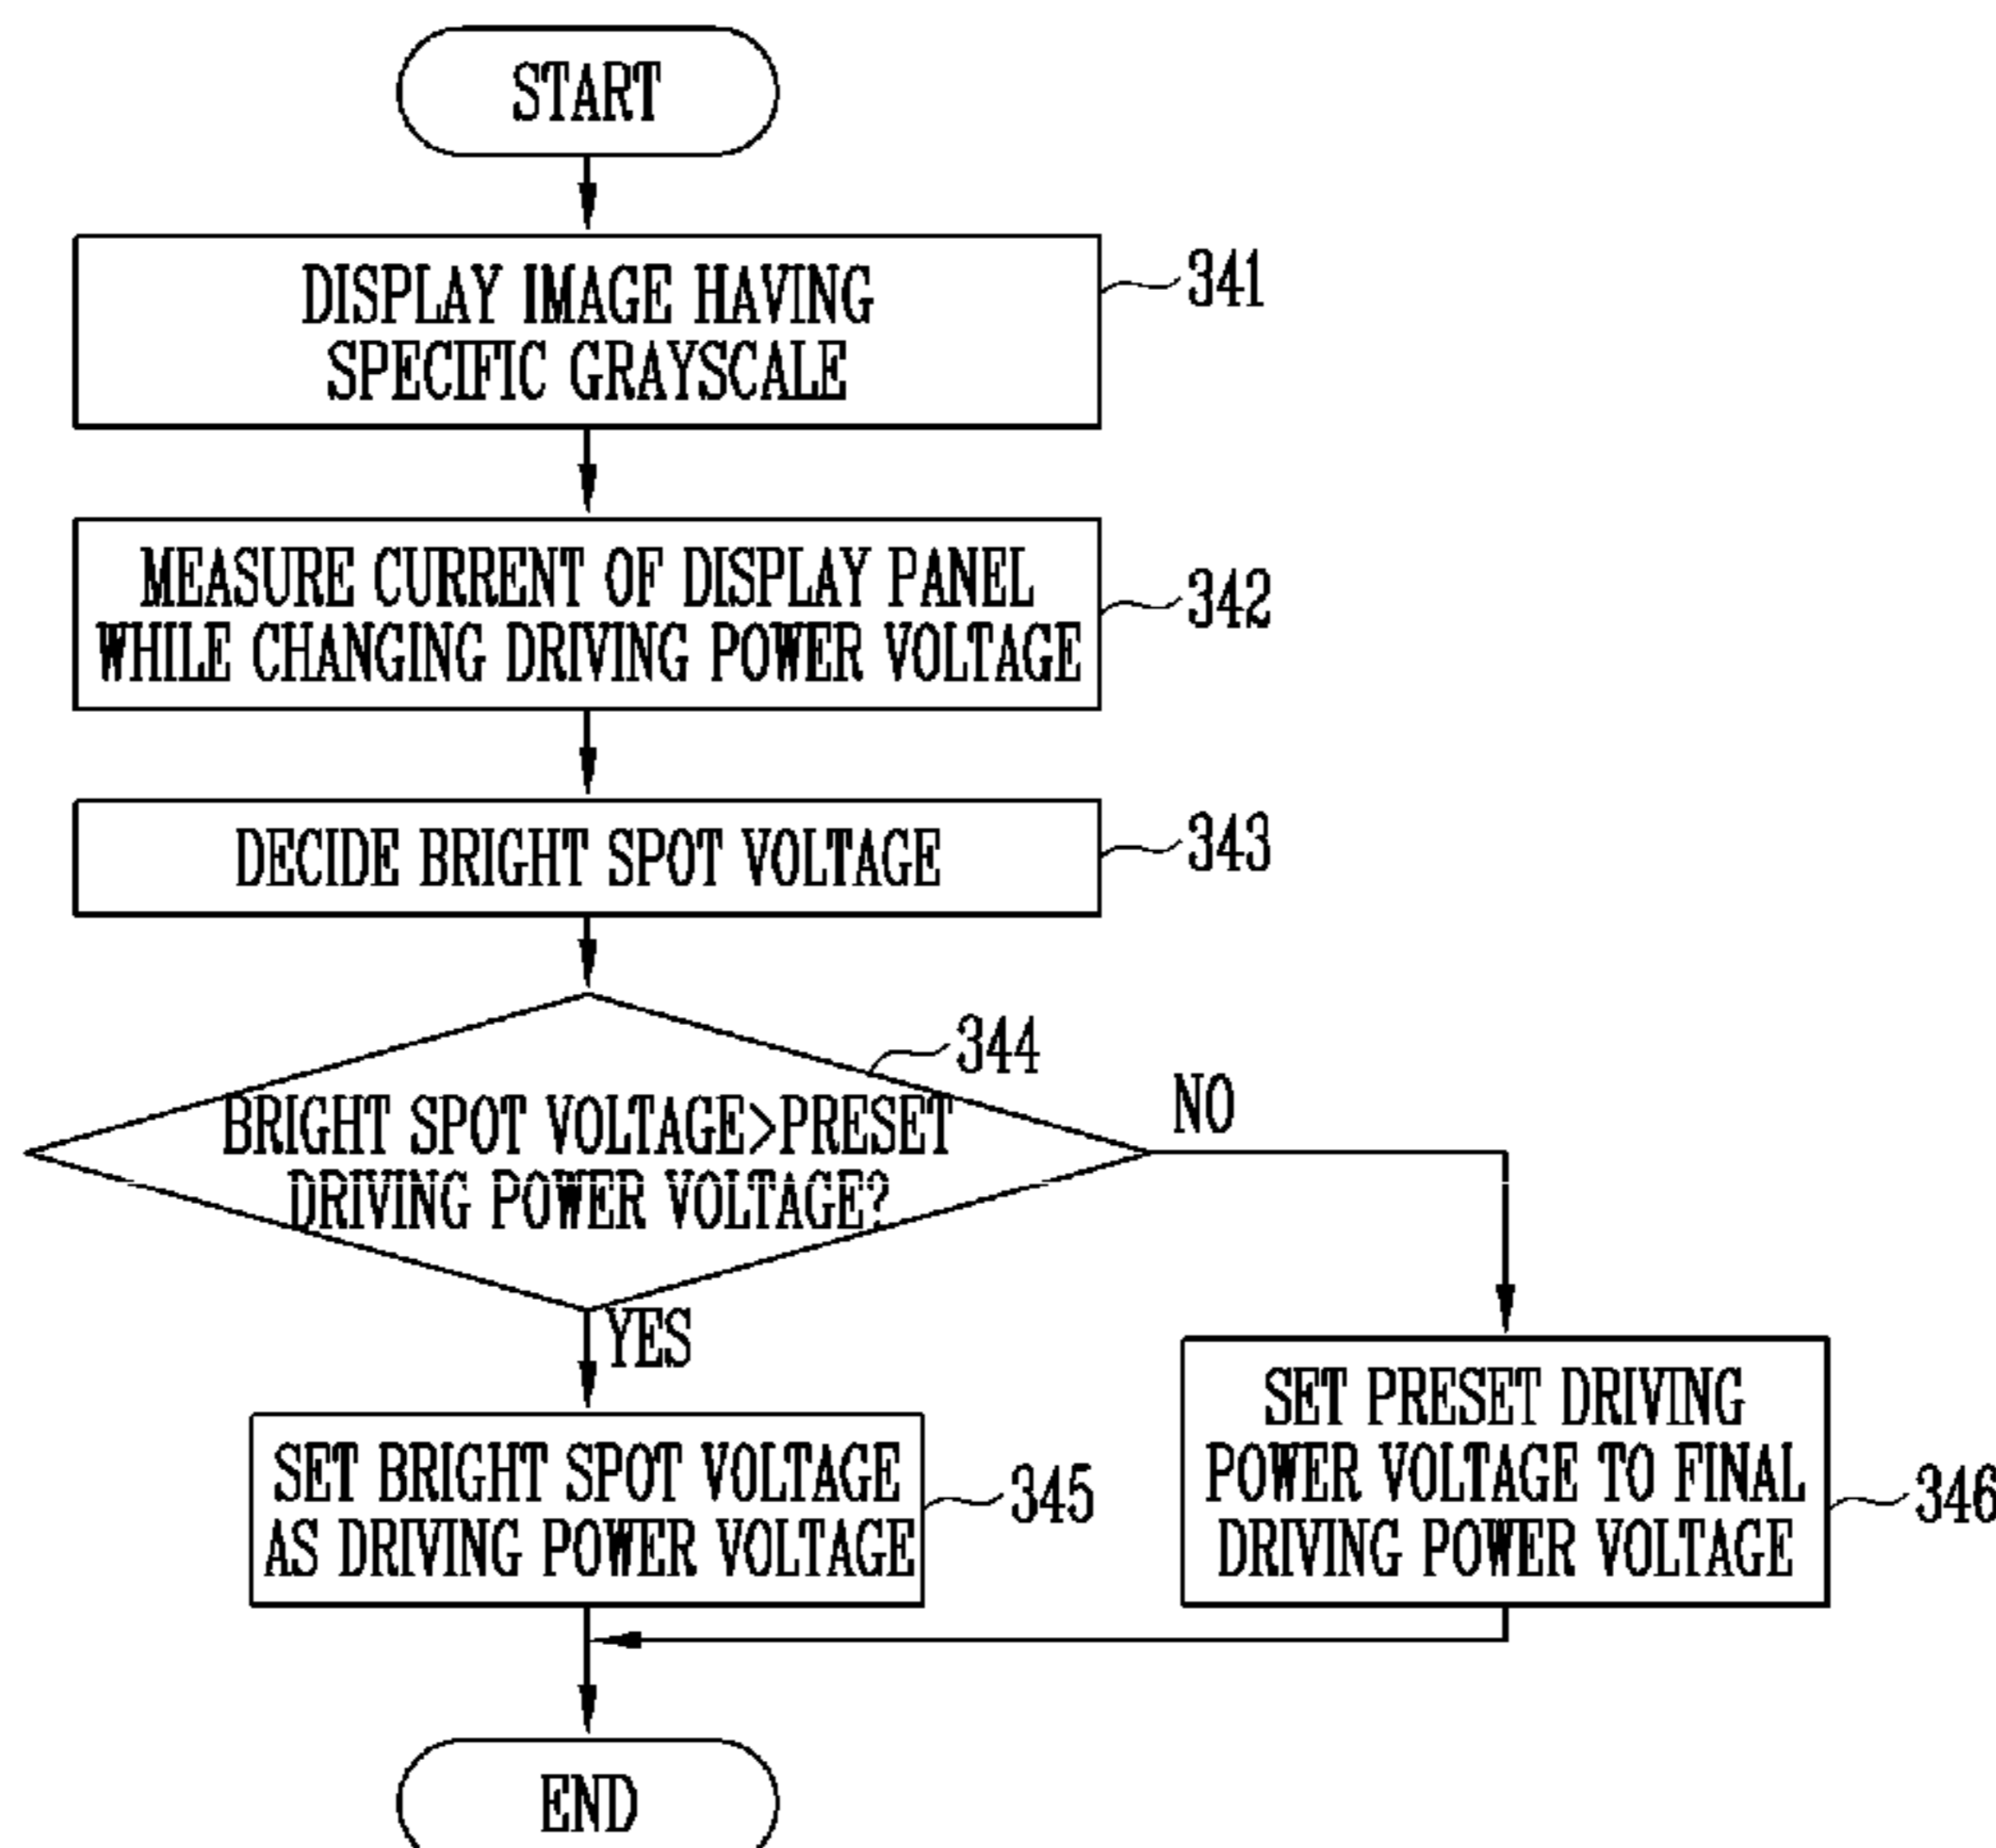 START
DISPLAY IMAGE HAVING
SPECIFIC GRAYSCALE
341
MEASURE CURRENT OF DISPLAY PANEL
WHILE CHANGING DRIVING POWER VOLTAGE
342
DECIDE BRIGHT SPOT VOLTAGE
343
344
BRIGHT SPOT VOLTAGE>PRESET
DRIVING POWER VOLTAGE?
NO
YES
SET BRIGHT SPOT VOLTAGE
AS DRIVING POWER VOLTAGE
345
SET PRESET DRIVING
POWER VOLTAGE TO FINAL
DRIVING POWER VOLTAGE
346
END